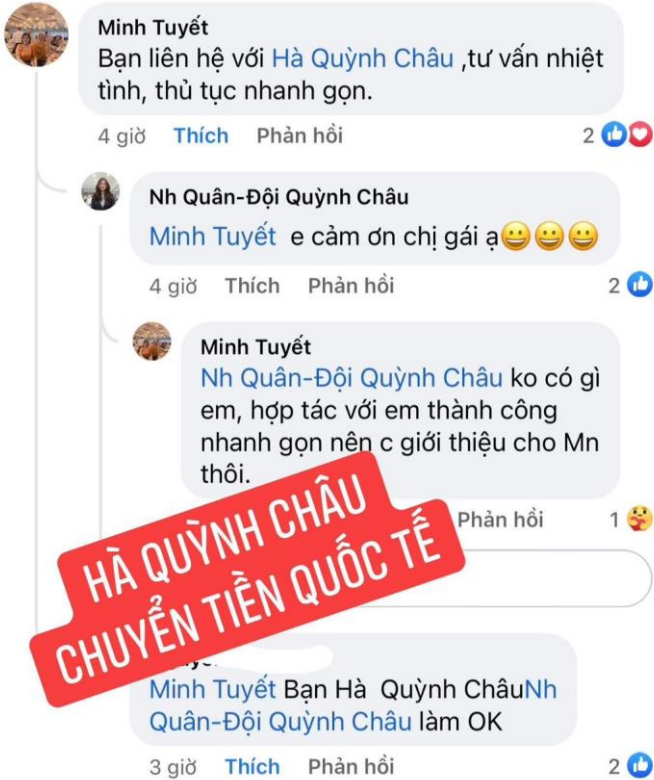 Minh Tuyết
Bạn liên hệ với Hà Quỳnh Châu ,tư vấn nhiệt
tình, thủ tục nhanh gọn.
4 giờ Thích Phản hồi 2
Nh Quân-Đội Quỳnh Châu
Minh Tuyết e cảm ơn chị gái ạ😀😀😀
4 giờ Thích Phản hồi 2
Minh Tuyết
Nh Quân-Đội Quỳnh Châu ko có gì
em, hợp tác với em thành công
nhanh gọn nên c giới thiệu cho Mn
thôi.
Phản hồi 1
HÀ QUỲNH CHÂU
CHUYỂN TIỀN QUỐC TẾ
Minh Tuyết Bạn Hà Quỳnh ChâuNh
Quân-Đội Quỳnh Châu làm OK
3 giờ Thích Phản hồi 2